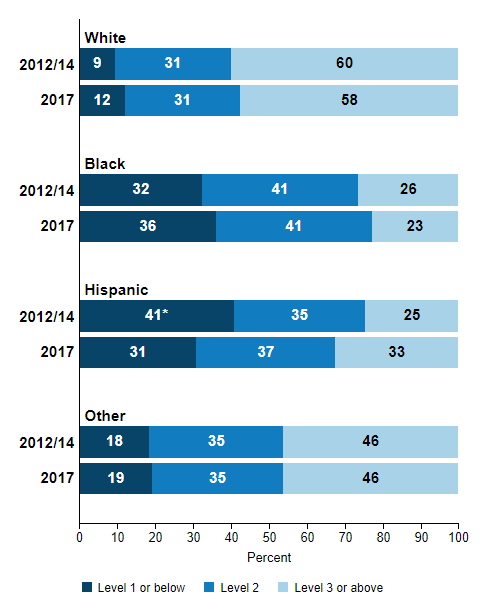 White
2012/14 9 31 60
2017 12 31 58
Black
2012/14 32 41 26
2017 36 41 23
Hispanic
2012/14 41* 35 25
2017 31 37 33
Other
2012/14 18 35 46
2017 19 35 46
0 10 20 30 40 50 60 70 80 90 100
Percent
Level 1 or below Level 2 Level 3 or above